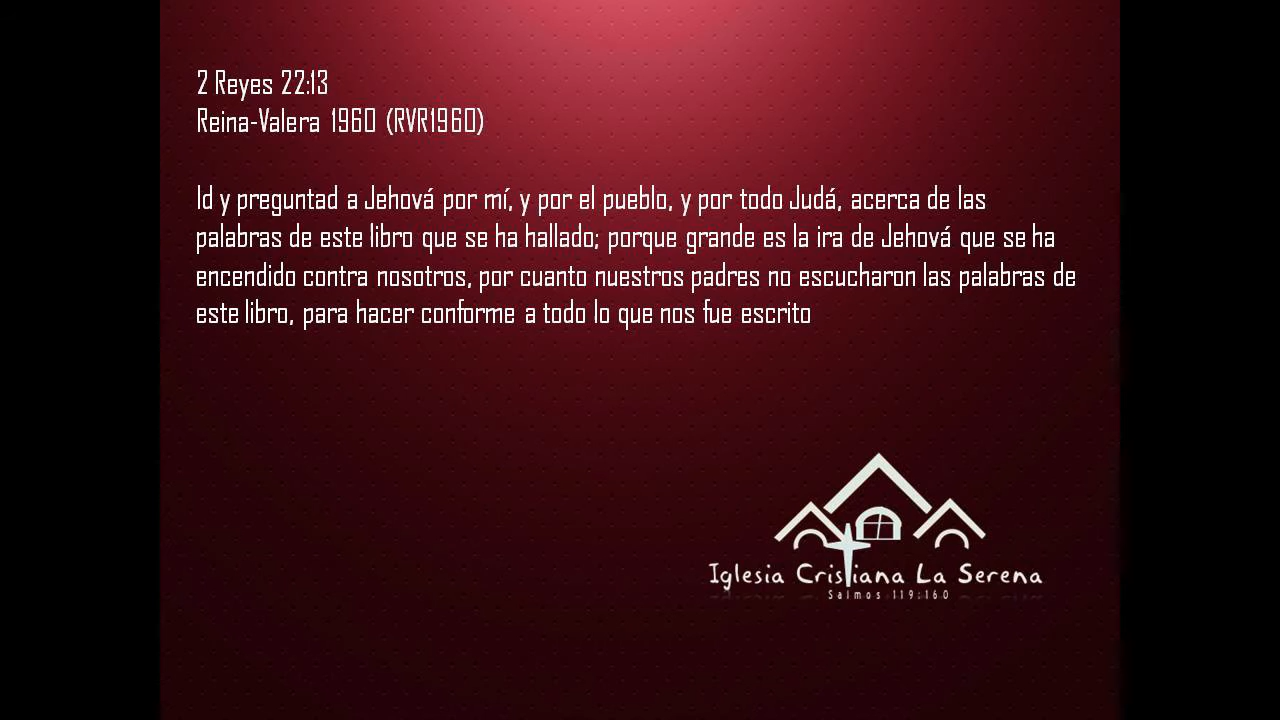 2 Reyes 22:13
Reina-Valera 1960 (RVR1960)
Id y preguntad a Jehová por mí, y por el pueblo, y por todo Judá, acerca de las
palabras de este libro que se ha hallado; porque grande es la ira de Jehová que se ha
encendido contra nosotros, por cuanto nuestros padres no escucharon las palabras de
este libro, para hacer conforme a todo lo que nos fue escrito
Iglesia Cristiana La Serena
Salmos 119:160